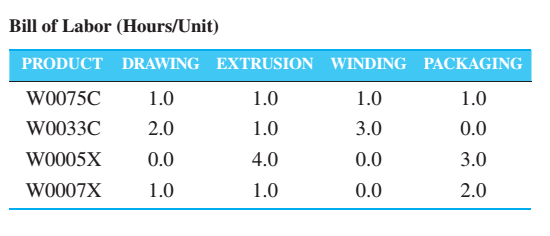 Bill of Labor (Hours/Unit)
PRODUCT DRAWING EXTRUSION WINDING PACKAGING
W0075C 1.0 1.0 1.0 1.0
W0033C 2.0 1.0 3.0 0.0
W0005X 0.0 4.0 0.0 3.0
W0007X 1.0 1.0 0.0 2.0